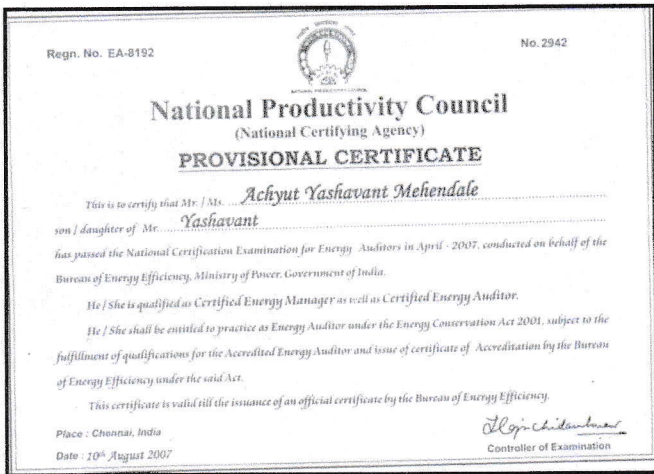 Regn. No. EA-8192
No. 2942
NATIONAL PRODUCTIVITY COUNCIL
National Productivity Council
(National Certifying Agency)
PROVISIONAL CERTIFICATE
This is to certify that Mr. / Ms. Achyut Yashavant Mehendale
son / daughter of Mr. Yashavant
has passed the National Certification Examination for Energy Auditors in April - 2007, conducted on behalf of the
Bureau of Energy Efficiency, Ministry of Power, Government of India.
He / She is qualified as Certified Energy Manager as well as Certified Energy Auditor.
He / She shall be entitled to practice as Energy Auditor under the Energy Conservation Act 2001, subject to the
fulfillment of qualifications for the Accredited Energy Auditor and issue of certificate of Accreditation by the Bureau
of Energy Efficiency under the said Act.
This certificate is valid till the issuance of an official certificate by the Bureau of Energy Efficiency.
Place : Chennai, India
Controller of Examination
Date : 10th August 2007